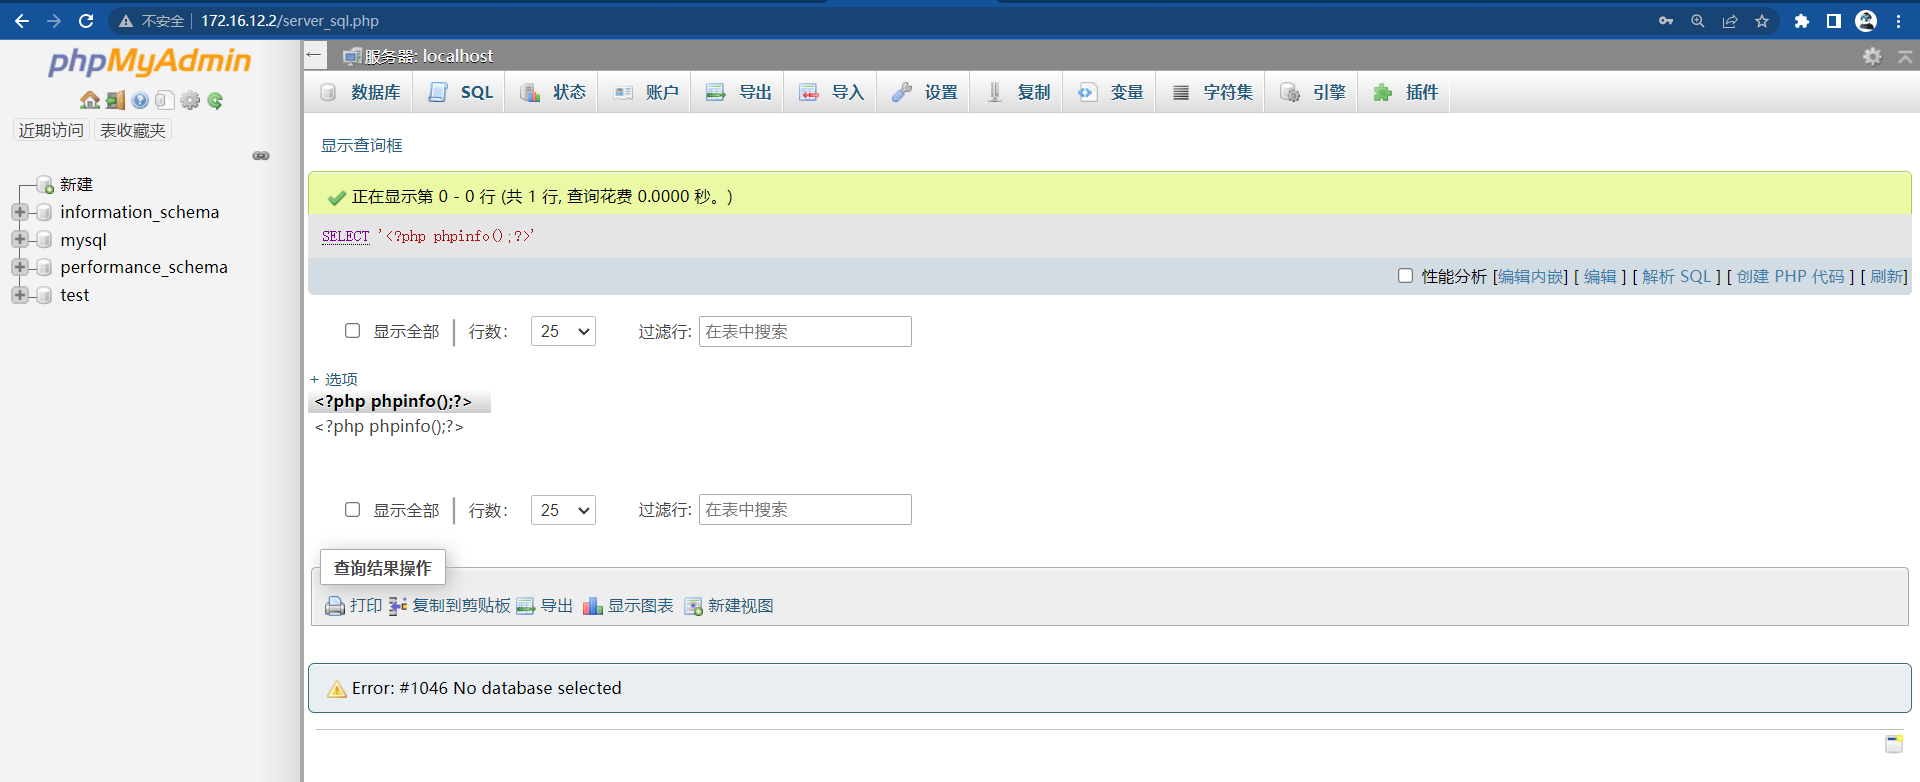 不安全 172.16.12.2/server_sql.php
phpMyAdmin
近期访问 表收藏夹
新建
information_schema
mysql
performance_schema
test
服务器: localhost
数据库 SQL 状态 账户 导出 导入 设置 复制 变量 字符集 引擎 插件
显示查询框
正在显示第 0 - 0 行 (共 1 行, 查询花费 0.0000 秒。)
SELECT '<?php phpinfo();?>'
性能分析 [编辑内嵌] [ 编辑 ] [ 解析 SQL ] [ 创建 PHP 代码 ] [ 刷新]
显示全部 行数: 25 过滤行: 在表中搜索
+ 选项
<?php phpinfo();?>
<?php phpinfo();?>
显示全部 行数: 25 过滤行: 在表中搜索
查询结果操作
打印 复制到剪贴板 导出 显示图表 新建视图
Error: #1046 No database selected